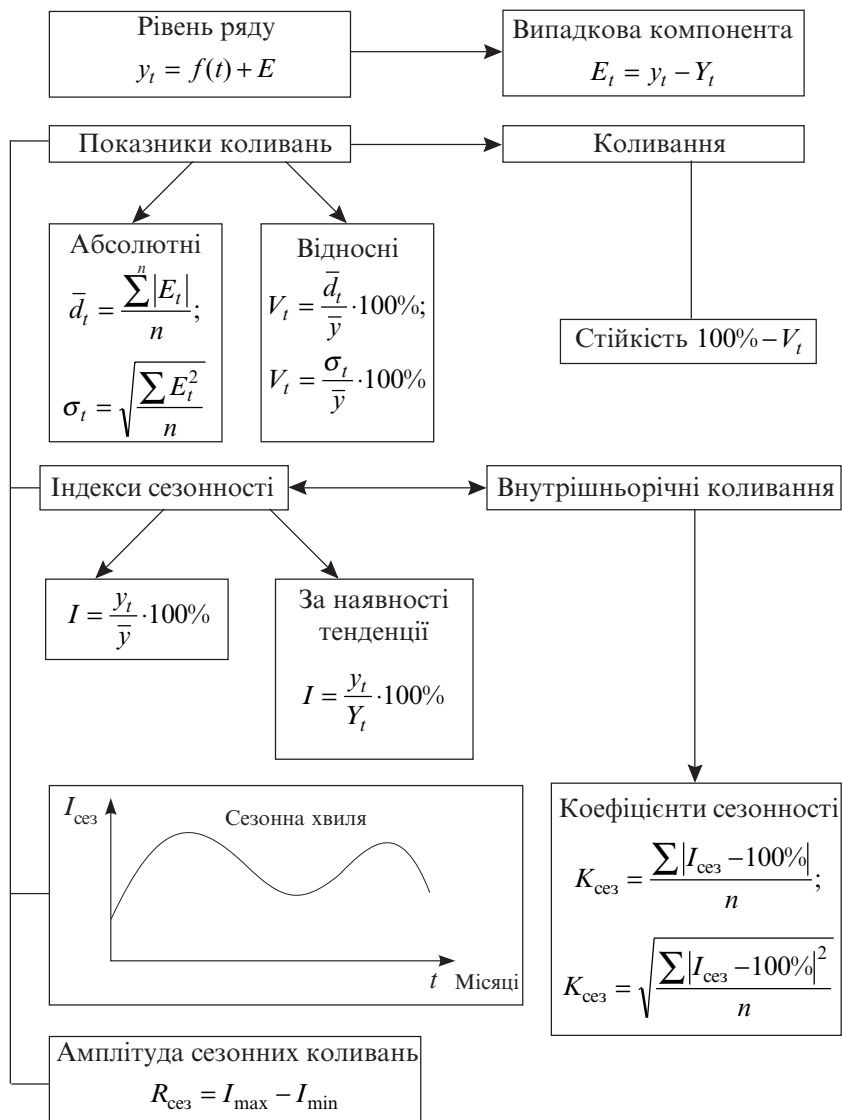 Рівень ряду
y_t = f(t) + E
Випадкова компонента
E_t = y_t − Y_t
Показники коливань
Коливання
Абсолютні
d̄_t = ∑^n |E_t| / n;
σ_t = √(∑ E_t^2 / n)
Відносні
V_t = d̄_t / ȳ · 100%;
V_t = σ_t / ȳ · 100%
Стійкість 100% − V_t
Індекси сезонності
Внутрішньорічні коливання
I = y_t / ȳ · 100%
За наявності
тенденції
I = y_t / Y_t · 100%
I_сез
Сезонна хвиля
t Місяці
Коефіцієнти сезонності
K_сез = ∑ |I_сез − 100%| / n;
K_сез = √(∑ |I_сез − 100%|^2 / n)
Амплітуда сезонних коливань
R_сез = I_max − I_min